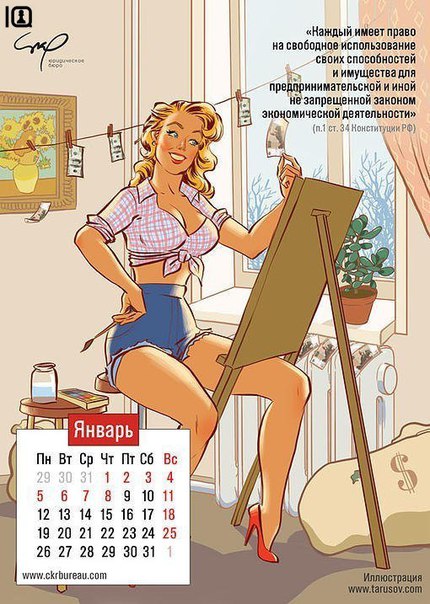 юридическое
бюро
«Каждый имеет право
на свободное использование
своих способностей
и имущества для
предпринимательской и иной
не запрещенной законом
экономической деятельности»
(п.1 ст. 34 Конституции РФ)
$
Январь
Пн Вт Ср Чт Пт Сб Вс
29 30 31 1 2 3 4
5 6 7 8 9 10 11
12 13 14 15 16 17 18
19 20 21 22 23 24 25
26 27 28 29 30 31 1
www.ckrbureau.com
Иллюстрация
www.tarusov.com